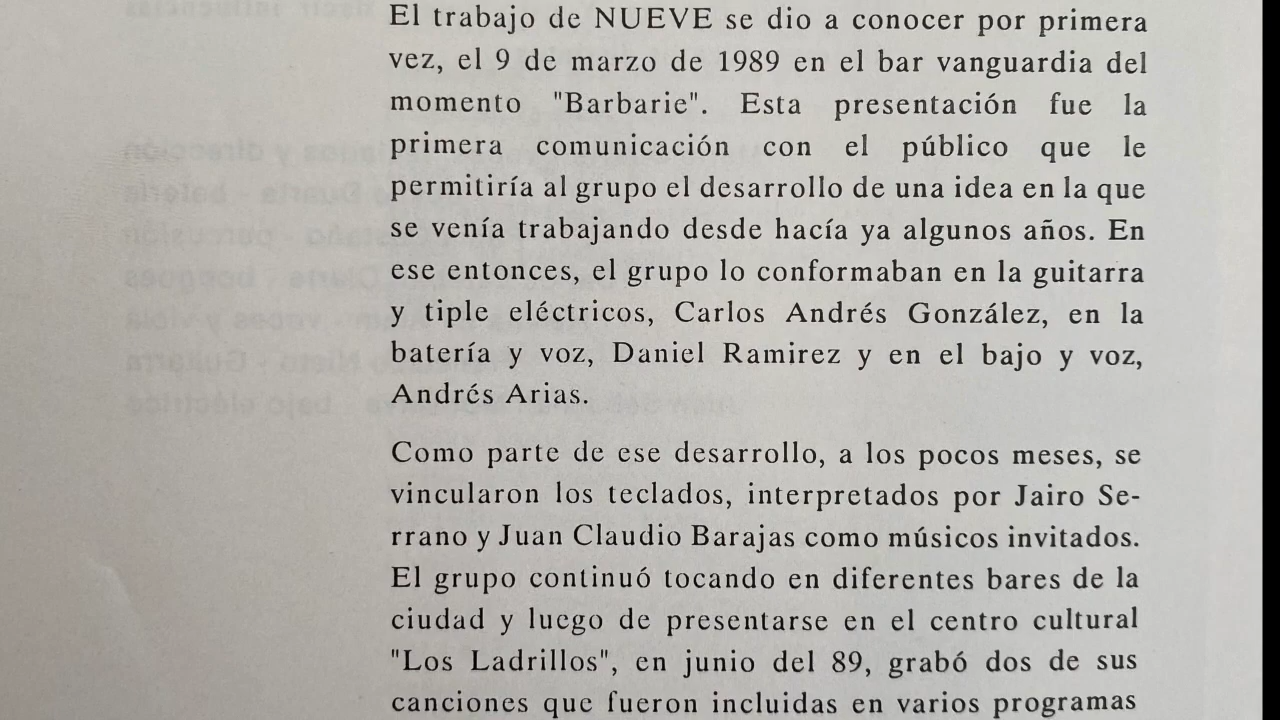 El trabajo de NUEVE se dio a conocer por primera
vez, el 9 de marzo de 1989 en el bar vanguardia del
momento "Barbarie". Esta presentación fue la
primera comunicación con el público que le
permitiría al grupo el desarrollo de una idea en la que
se venía trabajando desde hacía ya algunos años. En
ese entonces, el grupo lo conformaban en la guitarra
y tiple eléctricos, Carlos Andrés González, en la
batería y voz, Daniel Ramirez y en el bajo y voz,
Andrés Arias.
Como parte de ese desarrollo, a los pocos meses, se
vincularon los teclados, interpretados por Jairo Se-
rrano y Juan Claudio Barajas como músicos invitados.
El grupo continuó tocando en diferentes bares de la
ciudad y luego de presentarse en el centro cultural
"Los Ladrillos", en junio del 89, grabó dos de sus
canciones que fueron incluidas en varios programas